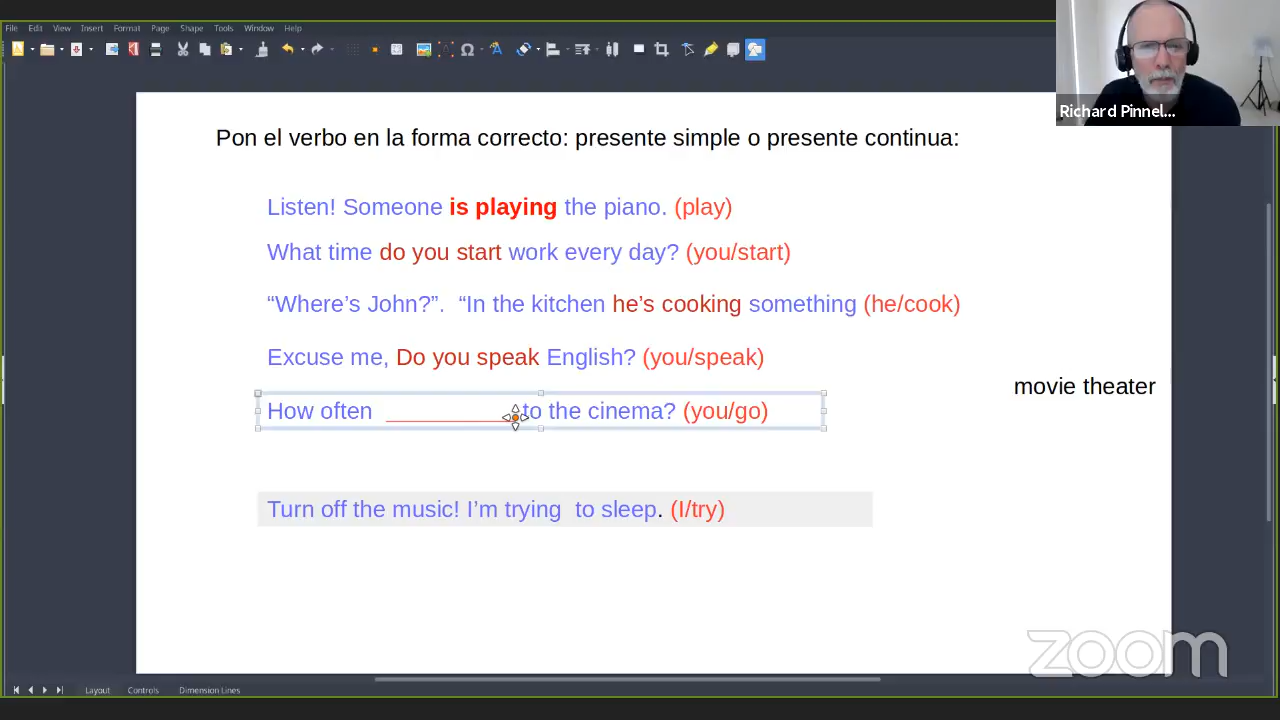 File Edit View Insert Format Page Shape Tools Window Help
Richard Pinnel...
Pon el verbo en la forma correcto: presente simple o presente continua:
Listen! Someone is playing the piano. (play)
What time do you start work every day? (you/start)
“Where’s John?”. “In the kitchen he’s cooking something (he/cook)
Excuse me, Do you speak English? (you/speak)
movie theater
How often __________ to the cinema? (you/go)
Turn off the music! I’m trying to sleep. (I/try)
zoom
Layout Controls Dimension Lines